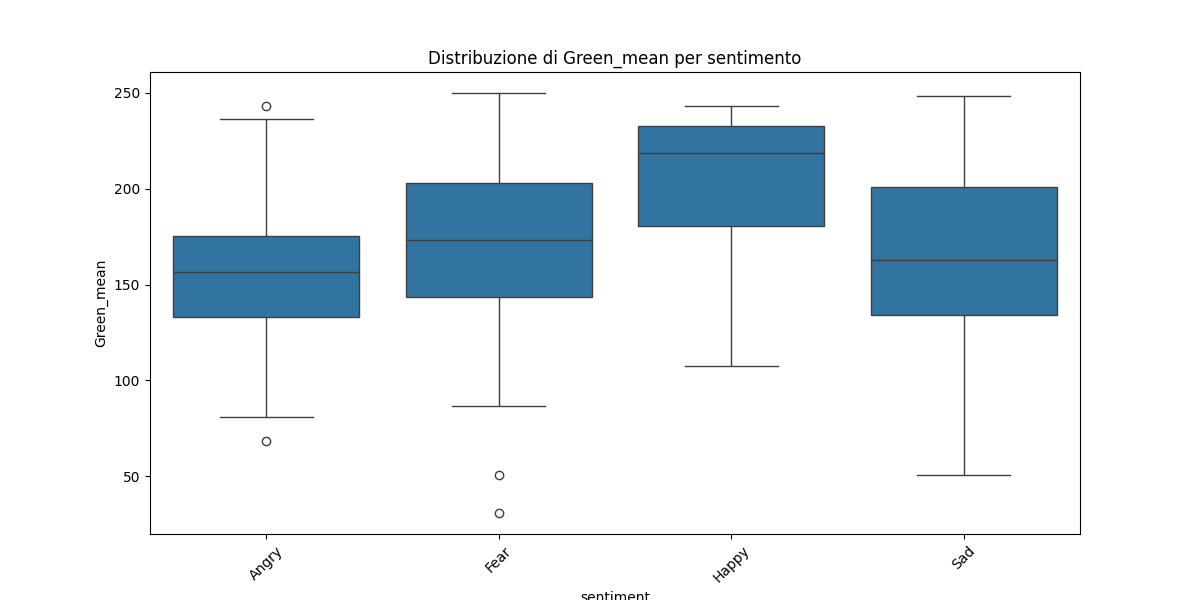 Distribuzione di Green_mean per sentimento
Green_mean
250
200
150
100
50
Angry
Fear
Happy
Sad
sentiment